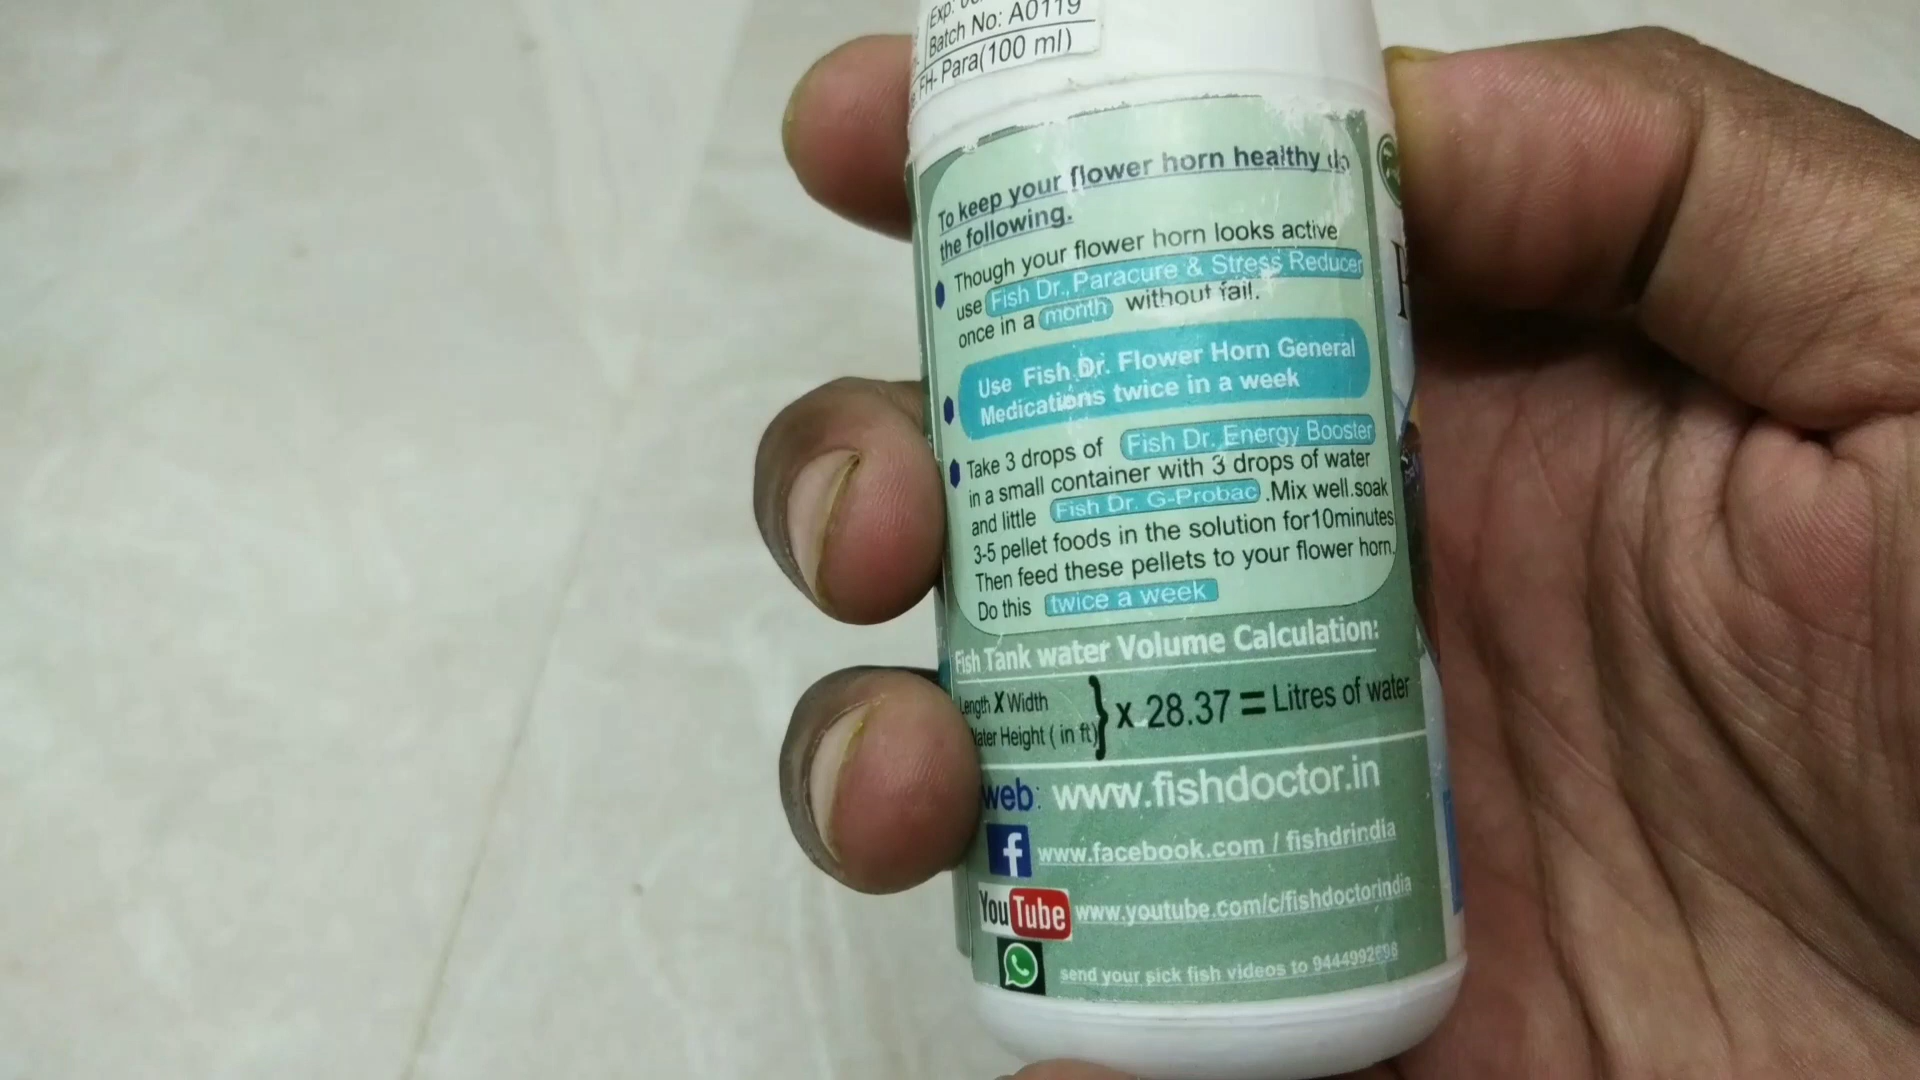 Exp:
Batch No: A0119
FH- Para(100 ml)
To keep your flower horn healthy do
the following.
Though your flower horn looks active
use Fish Dr., Paracure & Stress Reducer
once in a month without fail.
Use Fish Dr. Flower Horn General
Medications twice in a week
Take 3 drops of Fish Dr. Energy Booster
in a small container with 3 drops of water
and little Fish Dr. G-Probac .Mix well.soak
3-5 pellet foods in the solution for10minutes
Then feed these pellets to your flower horn.
Do this twice a week
Fish Tank water Volume Calculation:
Length X Width
Water Height ( in ft) } x 28.37 = Litres of water
web: www.fishdoctor.in
f www.facebook.com / fishdrindia
YouTube www.youtube.com/c/fishdoctorindia
send your sick fish videos to 9444992696